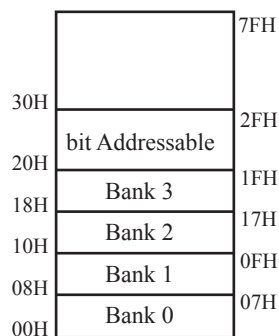 7FH
30H
2FH
bit Addressable
20H
1FH
Bank 3
18H
17H
Bank 2
10H
0FH
Bank 1
08H
07H
Bank 0
00H